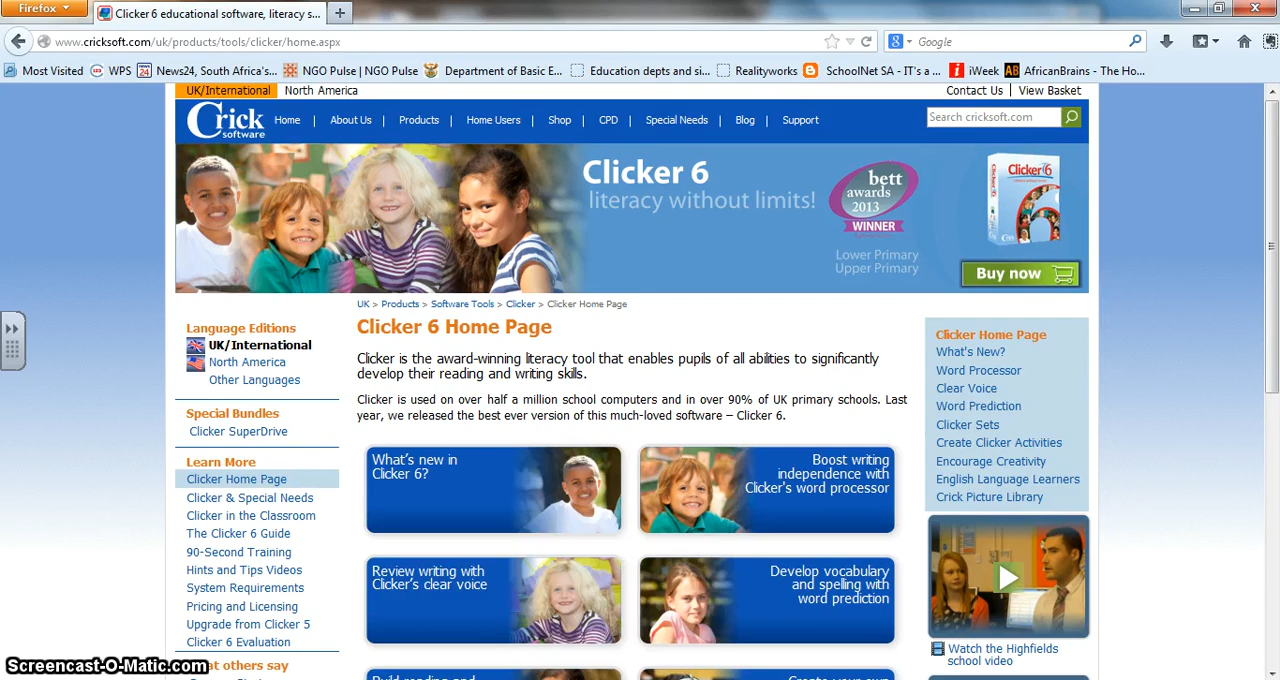 Firefox
Clicker 6 educational software, literacy s...
www.cricksoft.com/uk/products/tools/clicker/home.aspx
Google
Most Visited
WPS
News24, South Africa's...
NGO Pulse | NGO Pulse
Department of Basic E...
Education depts and si...
Realityworks
SchoolNet SA - IT's a ...
iWeek
AfricanBrains - The Ho...
UK/International
North America
Contact Us | View Basket
Crick
software
Home | About Us | Products | Home Users | Shop | CPD | Special Needs | Blog | Support
Search cricksoft.com
Clicker 6
literacy without limits!
bett
awards
2013
WINNER
Lower Primary
Upper Primary
Clicker 6
Buy now
UK > Products > Software Tools > Clicker > Clicker Home Page
Language Editions
UK/International
North America
Other Languages
Special Bundles
Clicker SuperDrive
Learn More
Clicker Home Page
Clicker & Special Needs
Clicker in the Classroom
The Clicker 6 Guide
90-Second Training
Hints and Tips Videos
System Requirements
Pricing and Licensing
Upgrade from Clicker 5
Clicker 6 Evaluation
What others say
Clicker 6 Home Page
Clicker is the award-winning literacy tool that enables pupils of all abilities to significantly
develop their reading and writing skills.
Clicker is used on over half a million school computers and in over 90% of UK primary schools. Last
year, we released the best ever version of this much-loved software – Clicker 6.
What's new in
Clicker 6?
Boost writing
independence with
Clicker's word processor
Review writing with
Clicker's clear voice
Develop vocabulary
and spelling with
word prediction
Build reading and
Create your own
Clicker Home Page
What's New?
Word Processor
Clear Voice
Word Prediction
Clicker Sets
Create Clicker Activities
Encourage Creativity
English Language Learners
Crick Picture Library
Watch the Highfields
school video
Screencast-O-Matic.com